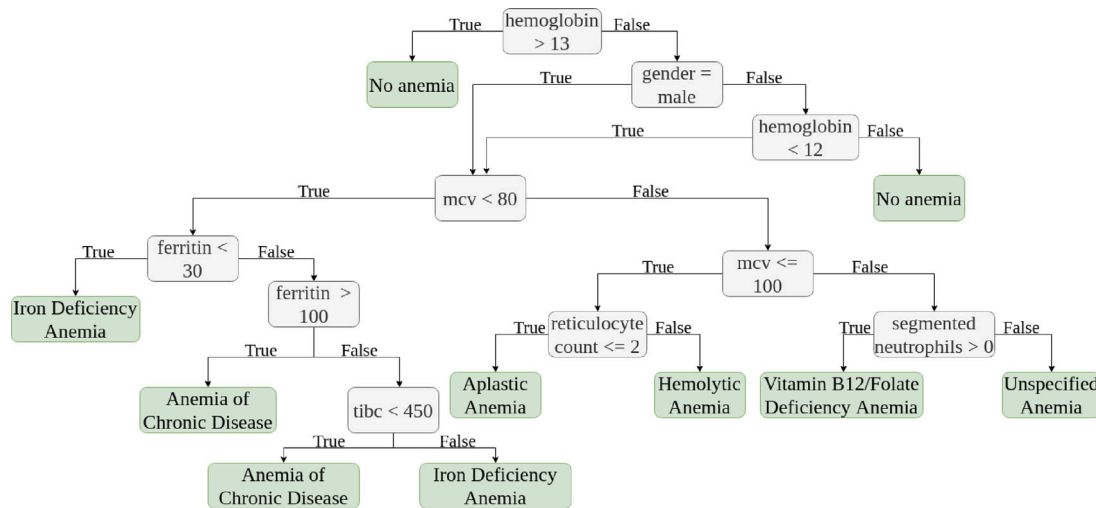 True
hemoglobin
> 13
False
No anemia
True
gender =
male
False
True
hemoglobin
< 12
False
No anemia
True
mcv < 80
False
True
ferritin <
30
False
Iron Deficiency
Anemia
ferritin >
100
True
mcv <=
100
False
True
reticulocyte
count <= 2
False
True
segmented
neutrophils > 0
False
True
False
Anemia of
Chronic Disease
tibc < 450
Aplastic
Anemia
Hemolytic
Anemia
Vitamin B12/Folate
Deficiency Anemia
Unspecified
Anemia
True
False
Anemia of
Chronic Disease
Iron Deficiency
Anemia